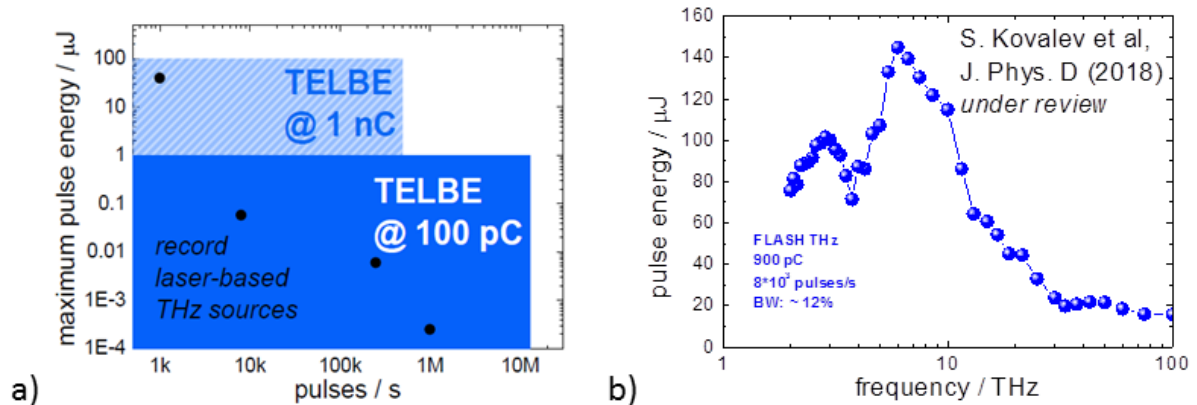 maximum pulse energy / µJ
100
10
1
0.1
0.01
1E-3
1E-4
TELBE
@ 1 nC
TELBE
@ 100 pC
record
laser-based
THz sources
1k
10k
100k
1M
10M
pulses / s
a)
pulse energy / µJ
160
140
120
100
80
60
40
20
0
S. Kovalev et al,
J. Phys. D (2018)
under review
FLASH THz
900 pC
8*10³ pulses/s
BW: ~ 12%
1
10
100
frequency / THz
b)